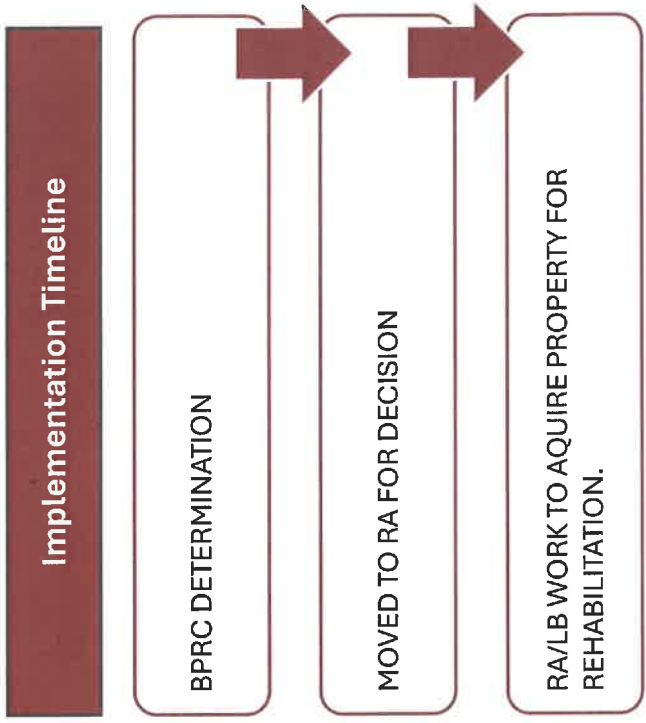 Implementation Timeline
BPRC DETERMINATION
MOVED TO RA FOR DECISION
RA/LB WORK TO AQUIRE PROPERTY FOR
REHABILITATION.